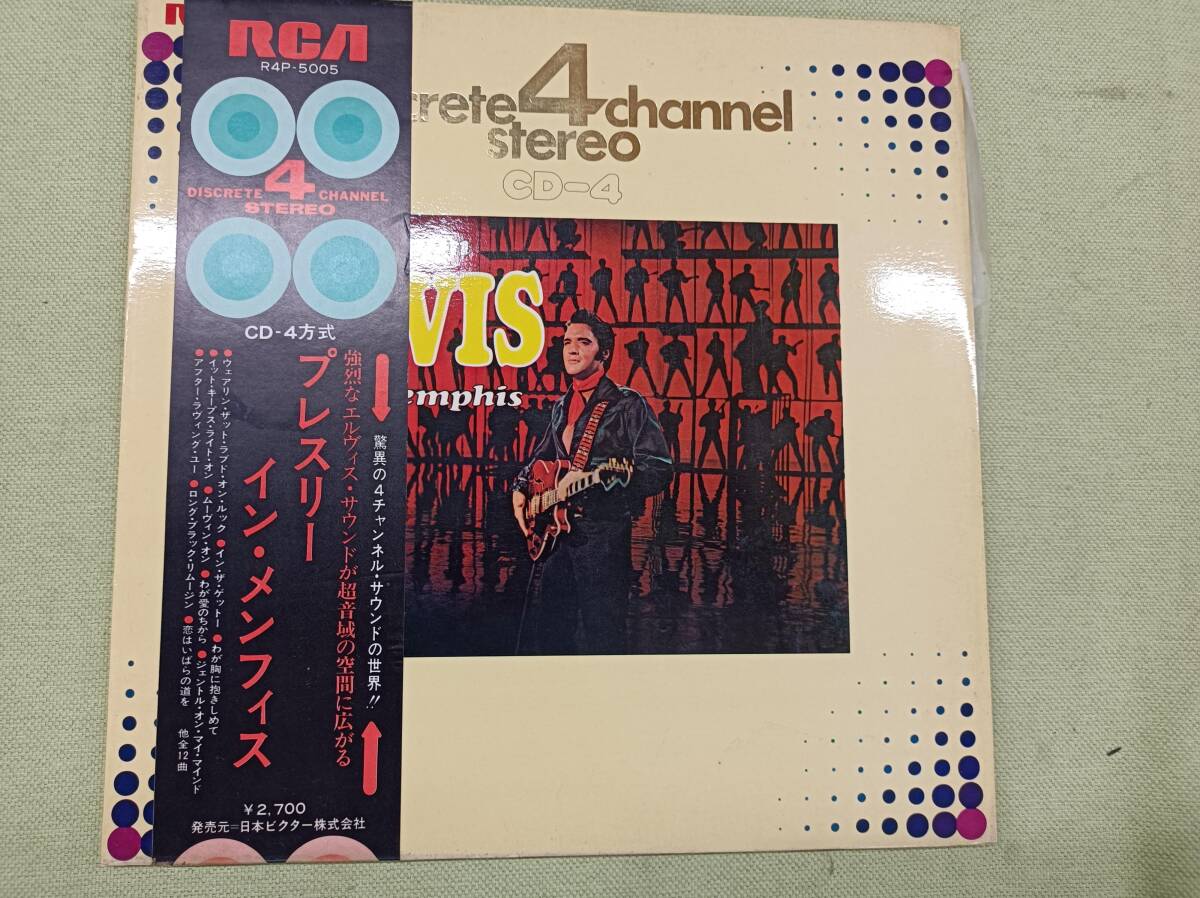 RCA
R4P-5005
4
DISCRETE CHANNEL
STEREO
CD-4方式
驚異の4チャンネル・サウンドの世界!!
強烈なエルヴィス・サウンドが超音域の空間に広がる
プレスリー
イン・メンフィス
●ウェアリン・ザット・ラブド・オン・ルック ●イン・ザ・ゲットー ●わが胸に抱きしめて
●イット・キープス・ライト・オン ●ムーヴィン・オン ●わが愛のちから ●ジェントル・オン・マイ・マインド
●アフター・ラヴィング・ユー ●ロング・ブラック・リムージン ●恋はいばらの道を 他全12曲
¥2,700
発売元=日本ビクター株式会社
crete 4 channel
stereo
CD-4
VIS
emphis